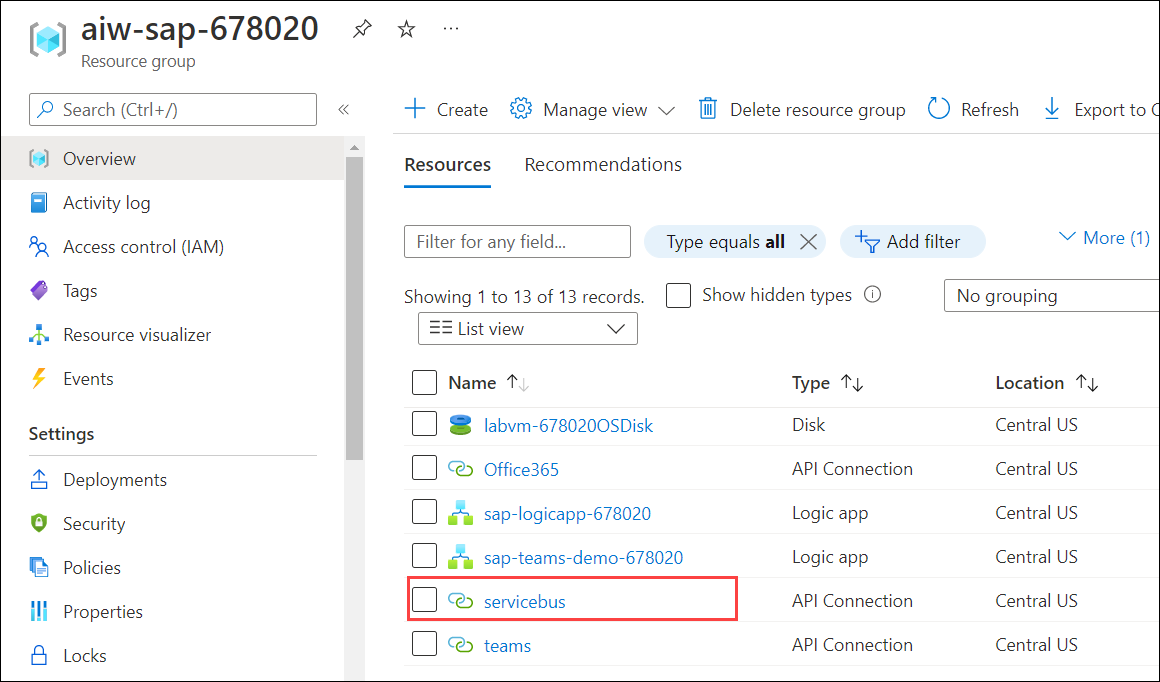 aiw-sap-678020
Resource group
Search (Ctrl+/)
«
Overview
Activity log
Access control (IAM)
Tags
Resource visualizer
Events
Settings
Deployments
Security
Policies
Properties
Locks
Create Manage view Delete resource group Refresh Export to C
Resources Recommendations
Filter for any field... Type equals all Add filter More (1)
Showing 1 to 13 of 13 records. Show hidden types No grouping
List view
Name Type Location
labvm-678020OSDisk Disk Central US
Office365 API Connection Central US
sap-logicapp-678020 Logic app Central US
sap-teams-demo-678020 Logic app Central US
servicebus API Connection Central US
teams API Connection Central US